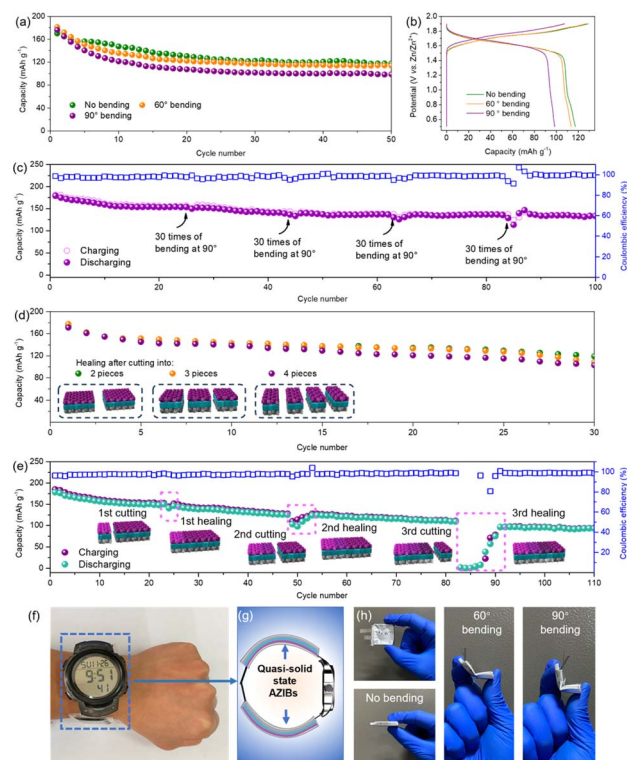 (a)
Capacity (mAh g⁻¹)
200
160
120
80
40
0
No bending
60° bending
90° bending
0
10
20
30
40
50
Cycle number
(b)
Potential (V vs. Zn/Zn²⁺)
1.8
1.6
1.4
1.2
1.0
0.8
0.6
No bending
60 ° bending
90 ° bending
0
20
40
60
80
100
120
Capacity (mAh g⁻¹)
(c)
Capacity (mAh g⁻¹)
250
200
150
100
50
0
30 times of
bending at 90°
30 times of
bending at 90°
30 times of
bending at 90°
30 times of
bending at 90°
Charging
Discharging
0
20
40
60
80
100
Cycle number
100
80
60
40
20
0
Coulombic efficiency (%)
(d)
Capacity (mAh g⁻¹)
200
160
120
80
40
Healing after cutting into:
2 pieces
3 pieces
4 pieces
0
5
10
15
20
25
30
Cycle number
(e)
Capacity (mAh g⁻¹)
250
200
150
100
50
0
1st cutting
1st healing
2nd cutting
2nd healing
3rd cutting
3rd healing
Charging
Discharging
0
10
20
30
40
50
60
70
80
90
100
110
Cycle number
100
80
60
40
20
0
Coulombic efficiency (%)
(f)
SU11-26
9:51
41
(g)
Quasi-solid
state
AZIBs
(h)
No bending
60°
bending
90°
bending